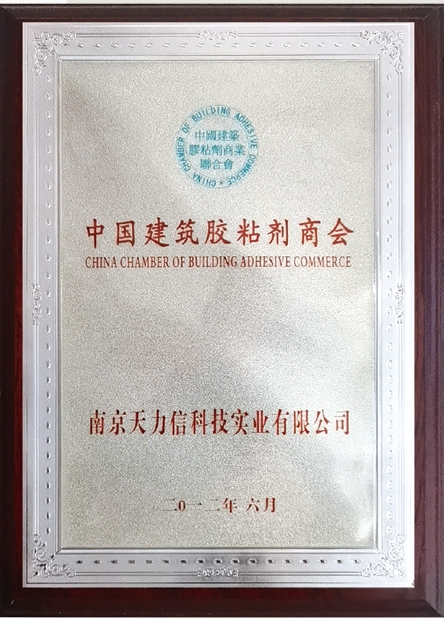 CHINA CHAMBER OF BUILDING ADHESIVE COMMERCE
中國建築
膠粘劑商業
聯合會
中国建筑胶粘剂商会
CHINA CHAMBER OF BUILDING ADHESIVE COMMERCE
南京天力信科技实业有限公司
二0一二年 六月